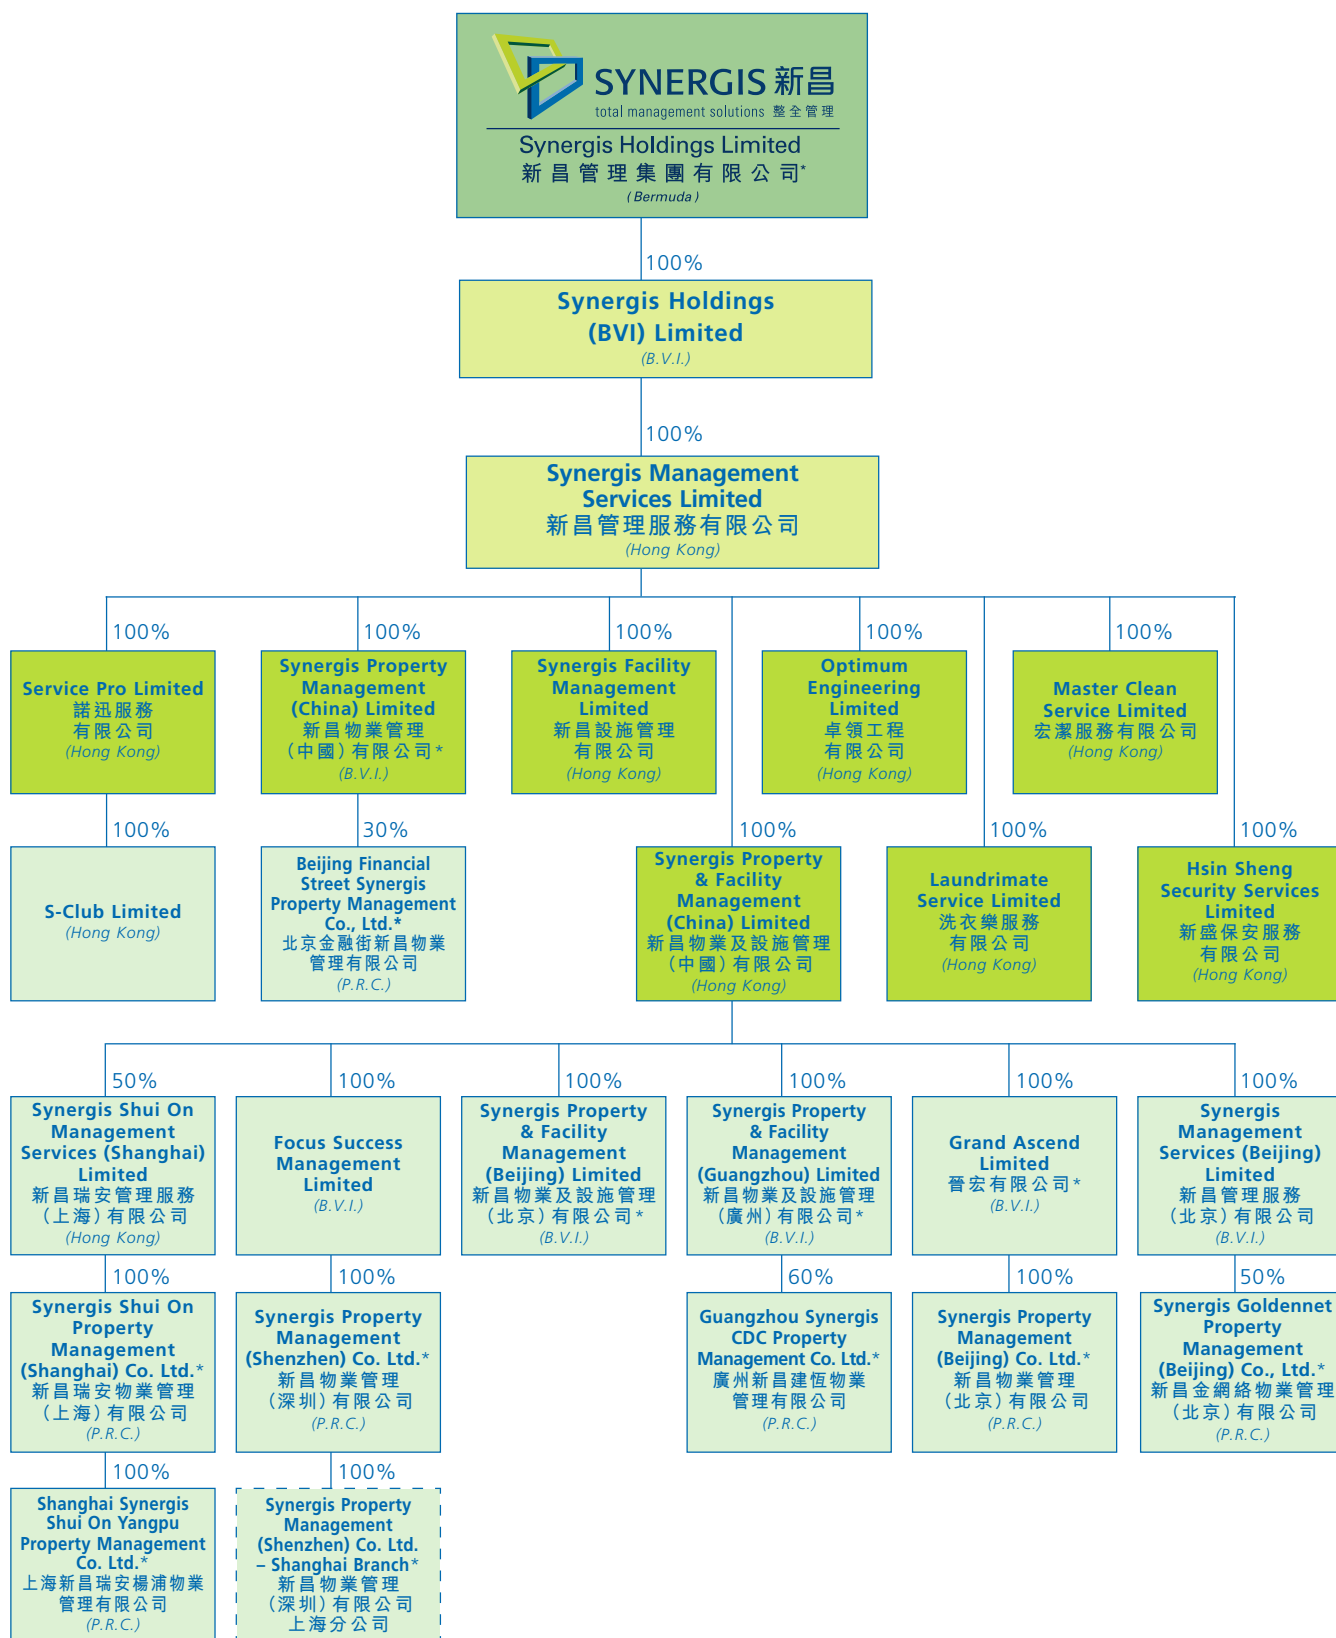 SYNERGIS 新昌
total management solutions 整全管理
Synergis Holdings Limited
新昌管理集團有限公司*
(Bermuda)
100%
Synergis Holdings
(BVI) Limited
(B.V.I.)
100%
Synergis Management
Services Limited
新昌管理服務有限公司
(Hong Kong)
100%
Service Pro Limited
諾迅服務
有限公司
(Hong Kong)
100%
Synergis Property
Management
(China) Limited
新昌物業管理
（中國）有限公司*
(B.V.I.)
100%
Synergis Facility
Management
Limited
新昌設施管理
有限公司
(Hong Kong)
100%
Optimum
Engineering
Limited
卓領工程
有限公司
(Hong Kong)
100%
Master Clean
Service Limited
宏潔服務有限公司
(Hong Kong)
100%
S-Club Limited
(Hong Kong)
30%
Beijing Financial
Street Synergis
Property Management
Co., Ltd.*
北京金融街新昌物業
管理有限公司
(P.R.C.)
100%
Synergis Property
& Facility
Management
(China) Limited
新昌物業及設施管理
（中國）有限公司
(Hong Kong)
100%
Laundrimate
Service Limited
洗衣樂服務
有限公司
(Hong Kong)
100%
Hsin Sheng
Security Services
Limited
新盛保安服務
有限公司
(Hong Kong)
50%
Synergis Shui On
Management
Services (Shanghai)
Limited
新昌瑞安管理服務
（上海）有限公司
(Hong Kong)
100%
Focus Success
Management
Limited
(B.V.I.)
100%
Synergis Property
& Facility
Management
(Beijing) Limited
新昌物業及設施管理
（北京）有限公司*
(B.V.I.)
100%
Synergis Property
& Facility
Management
(Guangzhou) Limited
新昌物業及設施管理
（廣州）有限公司*
(B.V.I.)
100%
Grand Ascend
Limited
晉宏有限公司*
(B.V.I.)
100%
Synergis
Management
Services (Beijing)
Limited
新昌管理服務
（北京）有限公司
(B.V.I.)
100%
Synergis Shui On
Property
Management
(Shanghai) Co. Ltd.*
新昌瑞安物業管理
（上海）有限公司
(P.R.C.)
100%
Synergis Property
Management
(Shenzhen) Co. Ltd.*
新昌物業管理
（深圳）有限公司
(P.R.C.)
60%
Guangzhou Synergis
CDC Property
Management Co. Ltd.*
廣州新昌建恆物業
管理有限公司
(P.R.C.)
100%
Synergis Property
Management
(Beijing) Co. Ltd.*
新昌物業管理
（北京）有限公司
(P.R.C.)
50%
Synergis Goldennet
Property
Management
(Beijing) Co., Ltd.*
新昌金網絡物業管理
（北京）有限公司
(P.R.C.)
100%
Shanghai Synergis
Shui On Yangpu
Property Management
Co. Ltd.*
上海新昌瑞安楊浦物業
管理有限公司
(P.R.C.)
100%
Synergis Property
Management
(Shenzhen) Co. Ltd.
– Shanghai Branch*
新昌物業管理
（深圳）有限公司
上海分公司